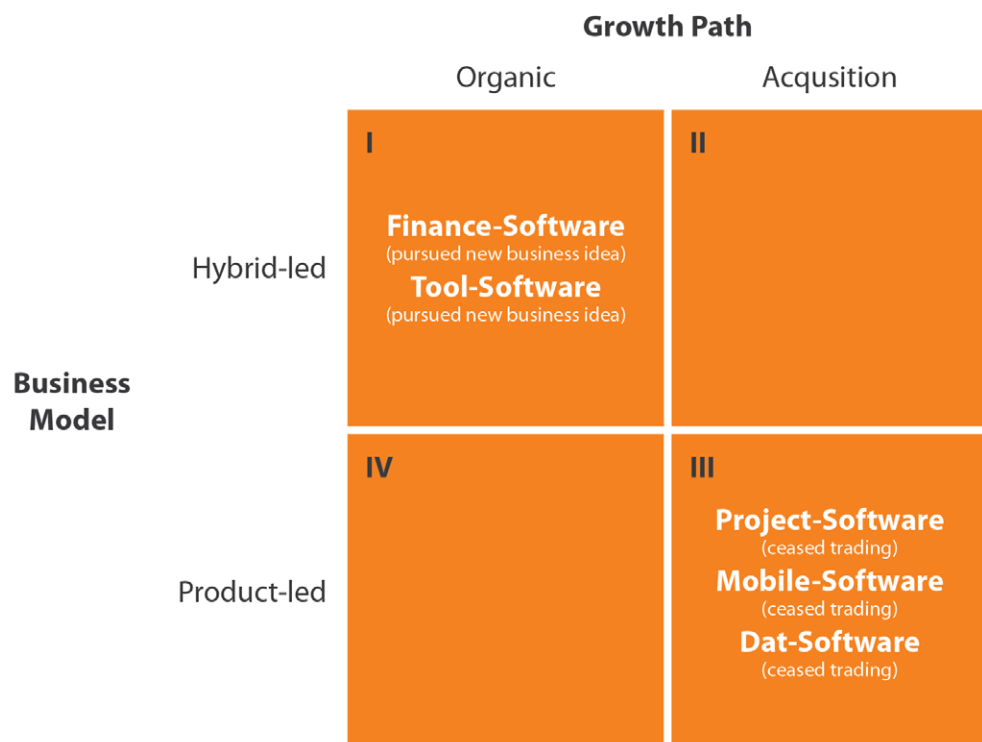 Growth Path
Organic
Acqusition
I
II
Finance-Software
(pursued new business idea)
Tool-Software
(pursued new business idea)
Hybrid-led
Business
Model
IV
III
Project-Software
(ceased trading)
Mobile-Software
(ceased trading)
Dat-Software
(ceased trading)
Product-led